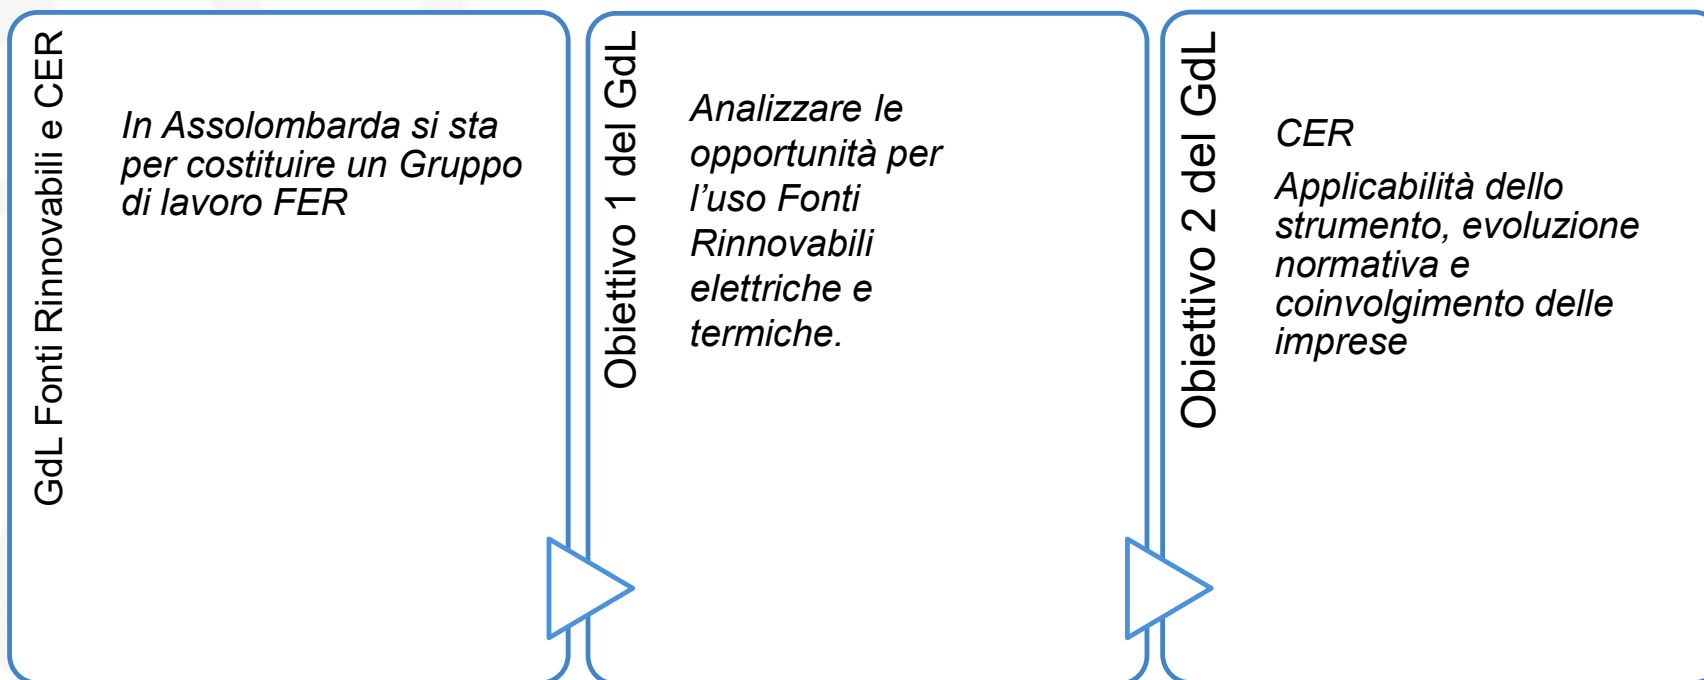 GdL Fonti Rinnovabili e CER
In Assolombarda si sta
per costituire un Gruppo
di lavoro FER
Obiettivo 1 del GdL
Analizzare le
opportunità per
l’uso Fonti
Rinnovabili
elettriche e
termiche.
Obiettivo 2 del GdL
CER
Applicabilità dello
strumento, evoluzione
normativa e
coinvolgimento delle
imprese